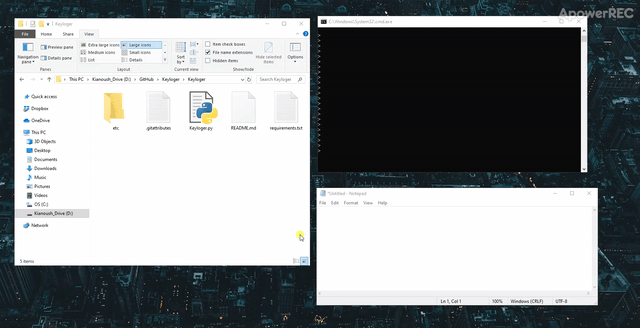 ApowerREC
Keyloger
File
Home
Share
View
Navigation pane
Preview pane
Details pane
Extra large icons
Large icons
Medium icons
Small icons
List
Details
Layout
Sort by
Current view
Item check boxes
File name extensions
Hidden items
Hide selected items
Show/hide
Options
This PC > Kianoush_Drive (D:) > GitHub > Keyloger > Keyloger
Search Keyloger
Quick access
Dropbox
OneDrive
This PC
3D Objects
Desktop
Documents
Downloads
Music
Pictures
Videos
OS (C:)
Kianoush_Drive (D:)
Network
etc
.gitattributes
Keyloger.py
README.md
requirements.txt
C:\Windows\System32\cmd.exe
*Untitled - Notepad
File Edit Format View Help
Ln 1, Col 1
100%
Windows (CRLF)
UTF-8